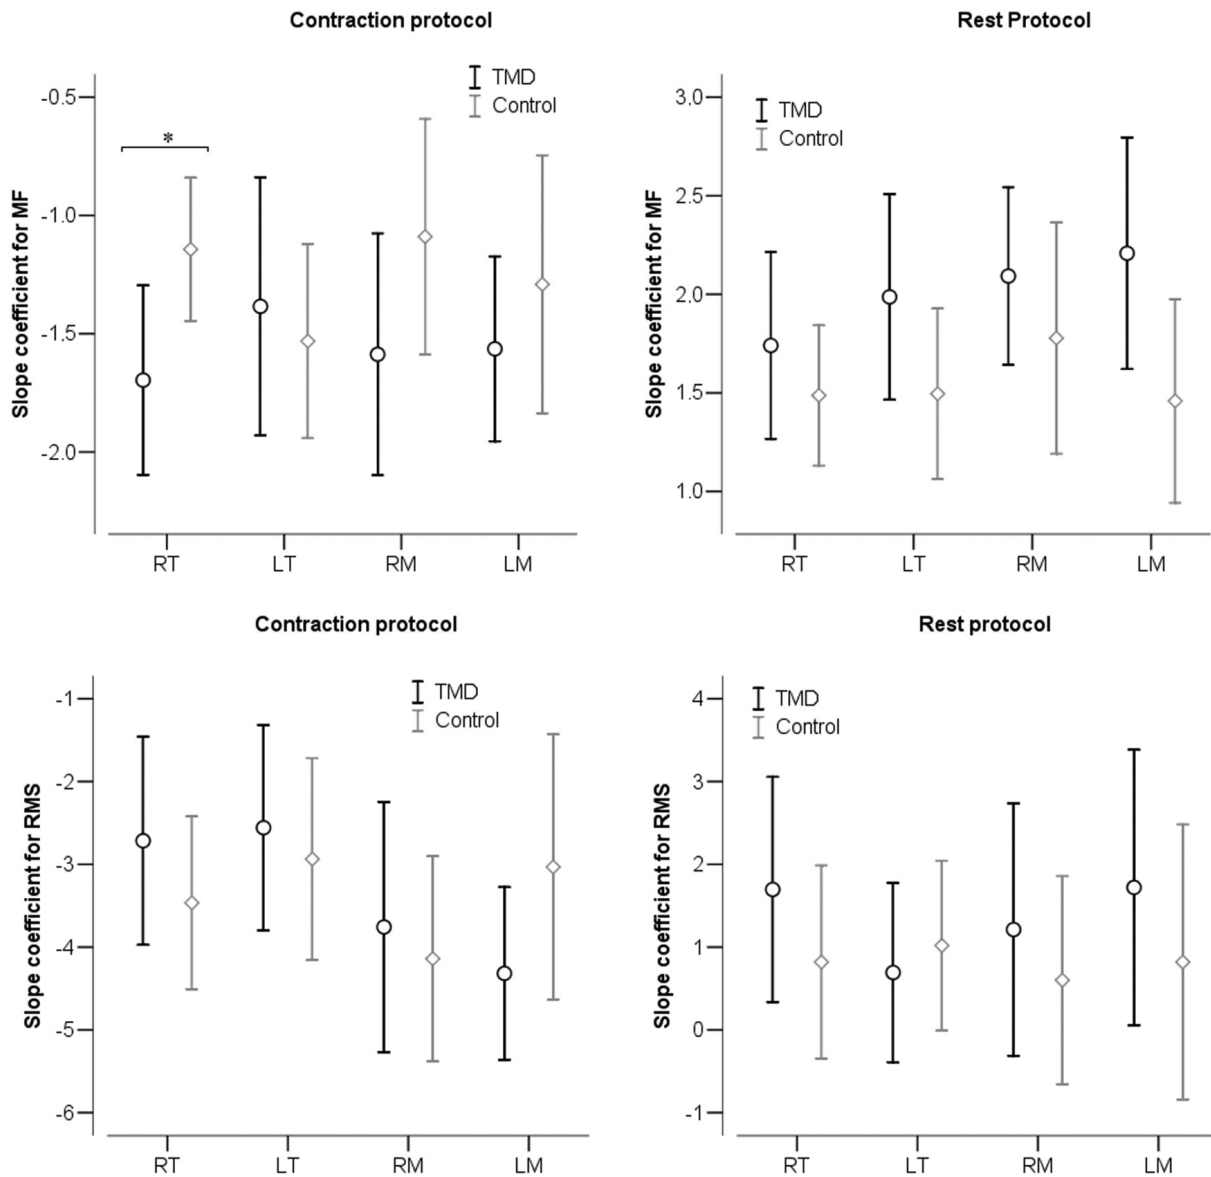 Contraction protocol
TMD
Control
*
Slope coefficient for MF
-0.5
-1.0
-1.5
-2.0
RT LT RM LM
Rest Protocol
TMD
Control
Slope coefficient for MF
3.0
2.5
2.0
1.5
1.0
RT LT RM LM
Contraction protocol
TMD
Control
Slope coefficient for RMS
-1
-2
-3
-4
-5
-6
RT LT RM LM
Rest protocol
TMD
Control
Slope coefficient for RMS
4
3
2
1
0
-1
RT LT RM LM